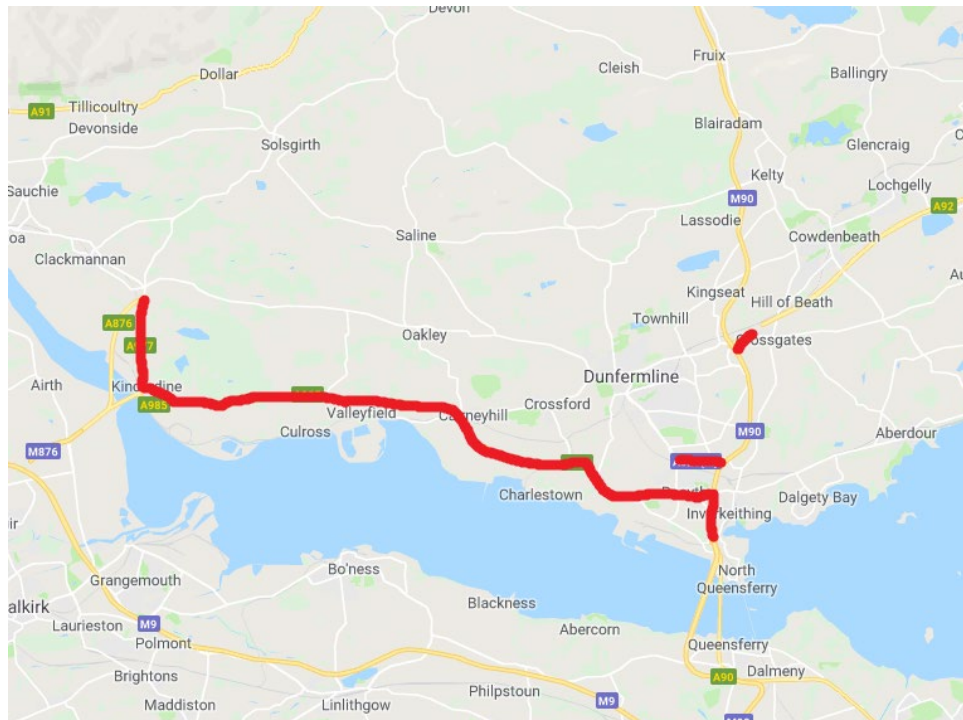 Devon
Fruix
Cleish
Ballingry
Dollar
A91
Tillicoultry
Devonside
Blairadam
Solsgirth
Glencraig
Kelty
Lochgelly
Sauchie
M90
A92
Lassodie
Saline
Cowdenbeath
oa
Clackmannan
Kingseat
Hill of Beath
Au
Townhill
A876
Oakley
Dunfermline
Airth
A985
Crossford
Valleyfield
Culross
M90
Aberdour
M876
Charlestown
Dalgety Bay
North
Queensferry
Grangemouth
Bo'ness
Blackness
alkirk
Laurieston
M9
Abercorn
Polmont
Queensferry
Dalmeny
Brightons
A90
Philpstoun
M9
Maddiston
Linlithgow